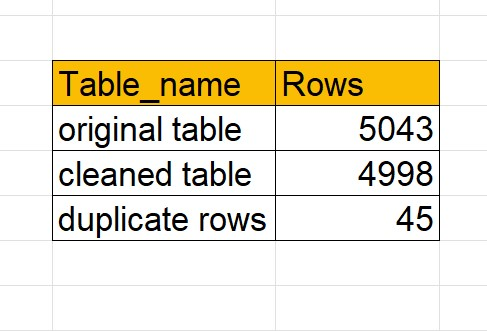 Table_name Rows
original table 5043
cleaned table 4998
duplicate rows 45